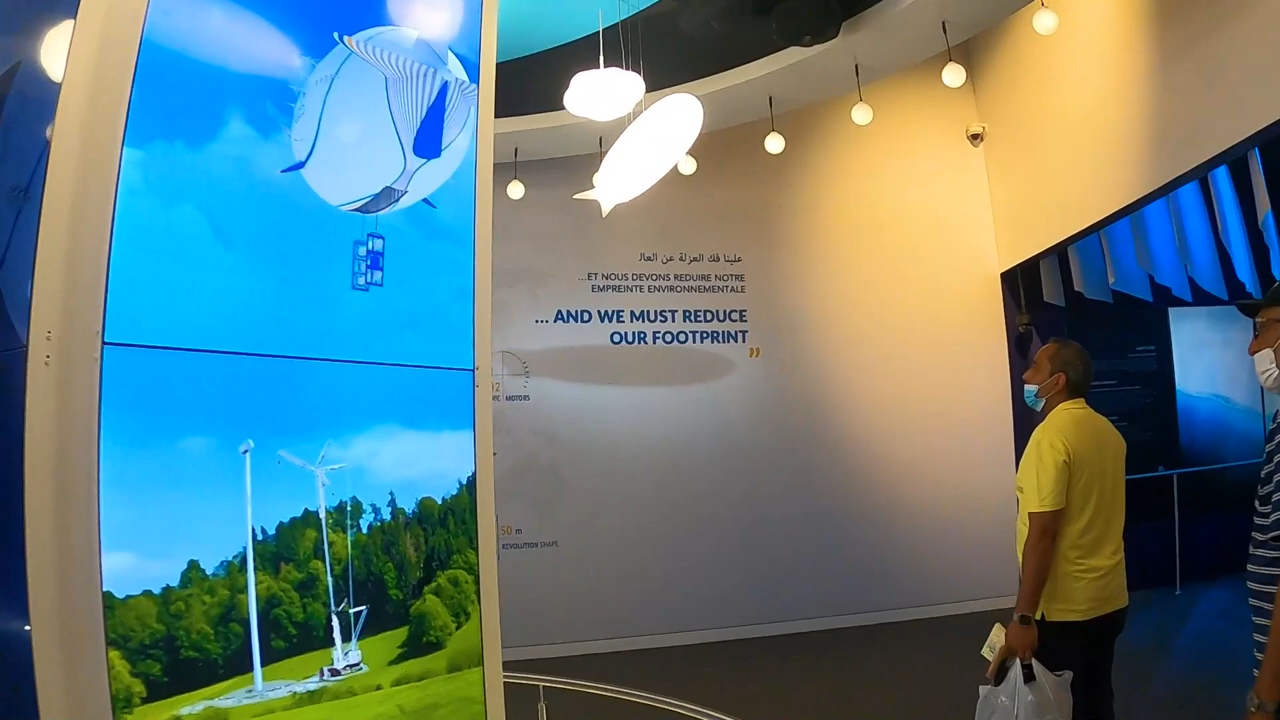 علينا فك العزلة عن العال
...ET NOUS DEVONS REDUIRE NOTRE
EMPREINTE ENVIRONNEMENTALE
... AND WE MUST REDUCE
OUR FOOTPRINT
”
MOTORS
50 m
REVOLUTION SHAPE